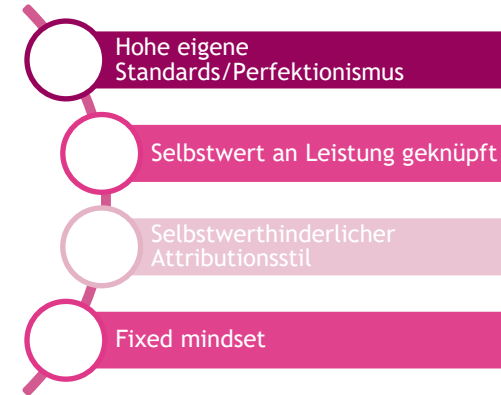 Hohe eigene
Standards/Perfektionismus
Selbstwert an Leistung geknüpft
Selbstwerthinderlicher
Attributionsstil
Fixed mindset